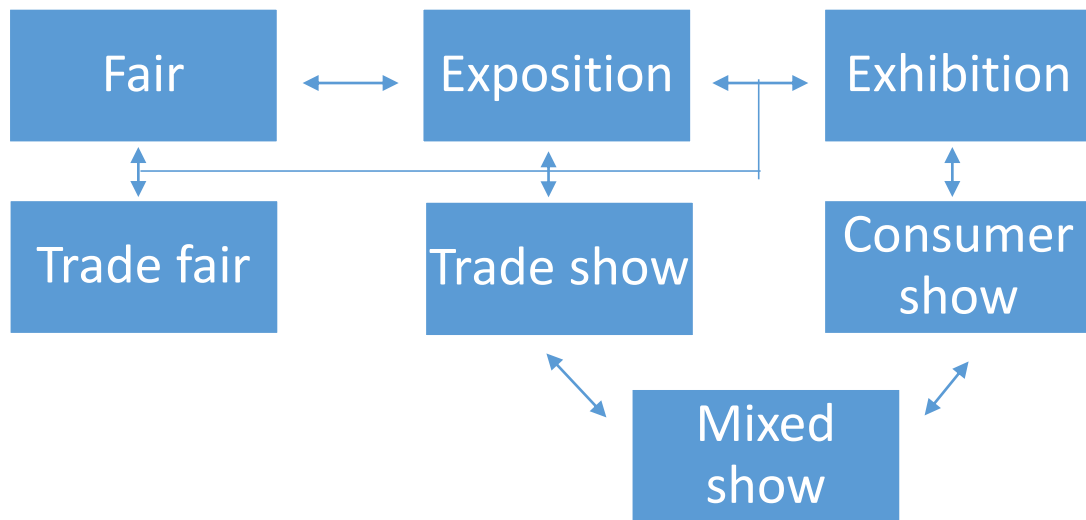 Fair
Exposition
Exhibition
Trade fair
Trade show
Consumer
show
Mixed
show